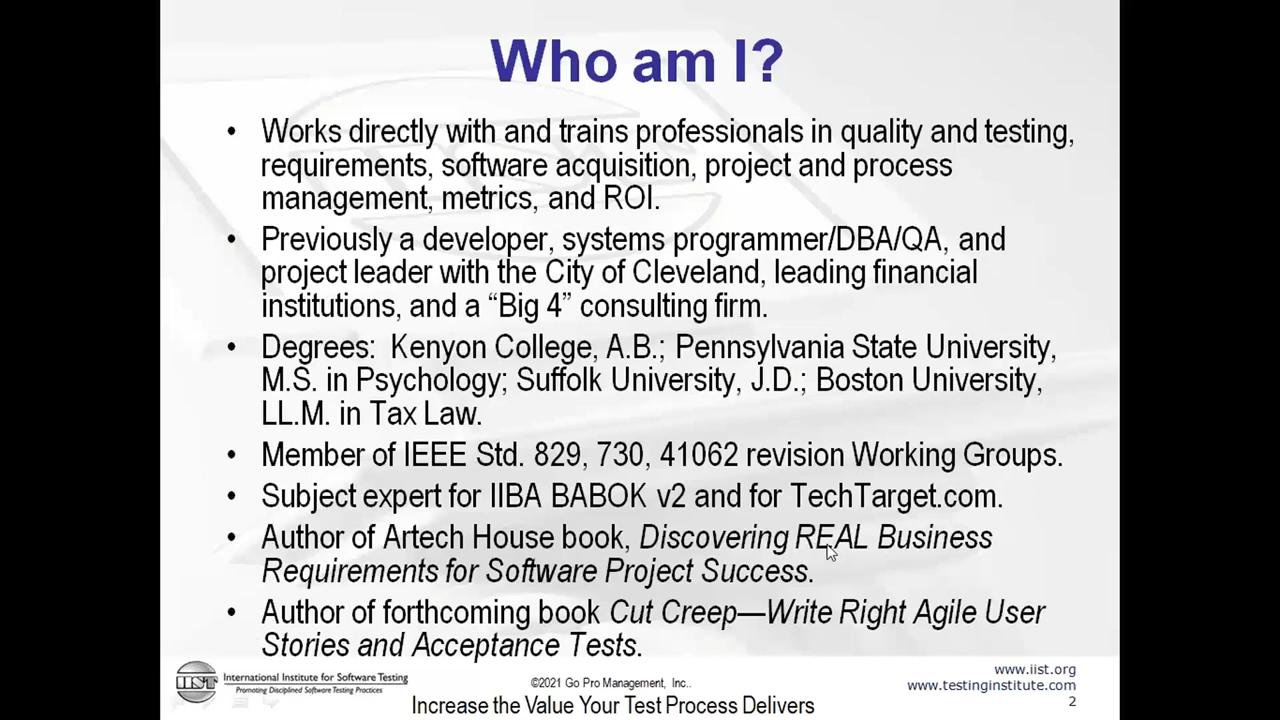 Who am I?
• Works directly with and trains professionals in quality and testing,
requirements, software acquisition, project and process
management, metrics, and ROI.
• Previously a developer, systems programmer/DBA/QA, and
project leader with the City of Cleveland, leading financial
institutions, and a “Big 4” consulting firm.
• Degrees:  Kenyon College, A.B.; Pennsylvania State University,
M.S. in Psychology; Suffolk University, J.D.; Boston University,
LL.M. in Tax Law.
• Member of IEEE Std. 829, 730, 41062 revision Working Groups.
• Subject expert for IIBA BABOK v2 and for TechTarget.com.
• Author of Artech House book, Discovering REAL Business
Requirements for Software Project Success.
• Author of forthcoming book Cut Creep—Write Right Agile User
Stories and Acceptance Tests.
IIST
International Institute for Software Testing
Promoting Disciplined Software Testing Practices
©2021 Go Pro Management, Inc..
Increase the Value Your Test Process Delivers
www.iist.org
www.testinginstitute.com
2